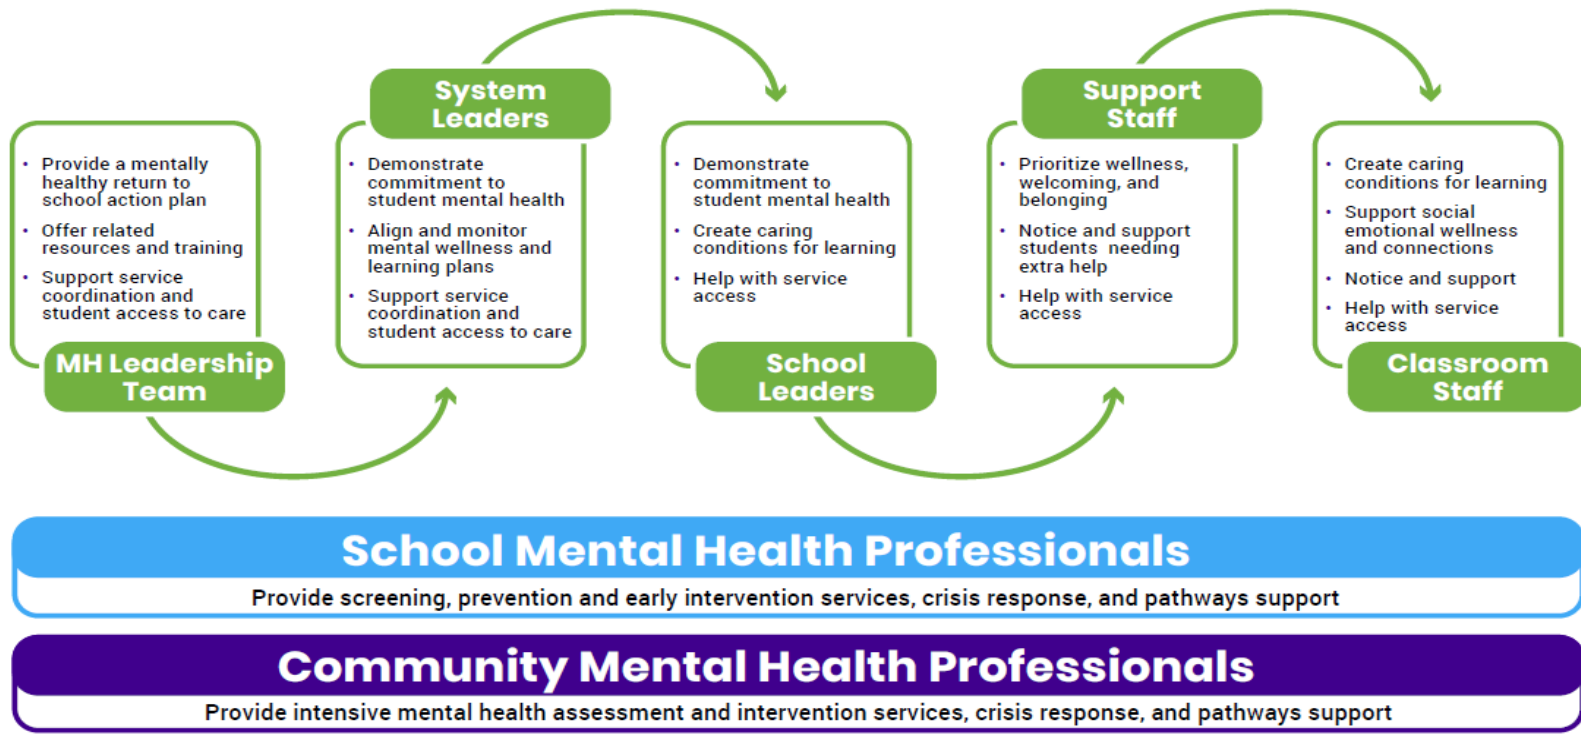 • Provide a mentally
healthy return to
school action plan
• Offer related
resources and training
• Support service
coordination and
student access to care
MH Leadership
Team
System
Leaders
• Demonstrate
commitment to
student mental health
• Align and monitor
mental wellness and
learning plans
• Support service
coordination and
student access to care
• Demonstrate
commitment to
student mental health
• Create caring
conditions for learning
• Help with service
access
School
Leaders
Support
Staff
• Prioritize wellness,
welcoming, and
belonging
• Notice and support
students needing
extra help
• Help with service
access
• Create caring
conditions for learning
• Support social
emotional wellness
and connections
• Notice and support
• Help with service
access
Classroom
Staff
School Mental Health Professionals
Provide screening, prevention and early intervention services, crisis response, and pathways support
Community Mental Health Professionals
Provide intensive mental health assessment and intervention services, crisis response, and pathways support